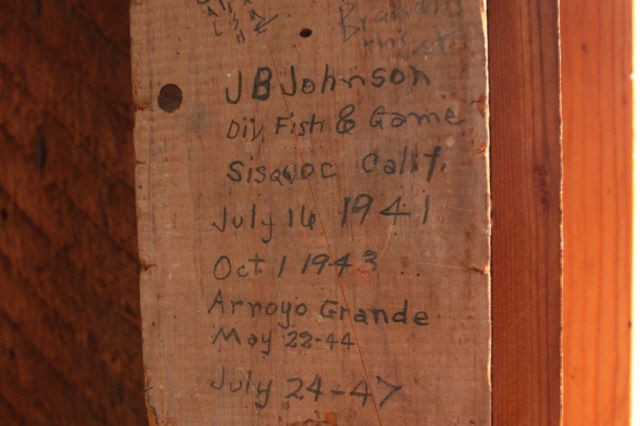 J B Johnson
Div. Fish & Game
Sisquoc Calif.
July 16 1941
Oct 1 1943
Arroyo Grande
May 22-44
July 24-47